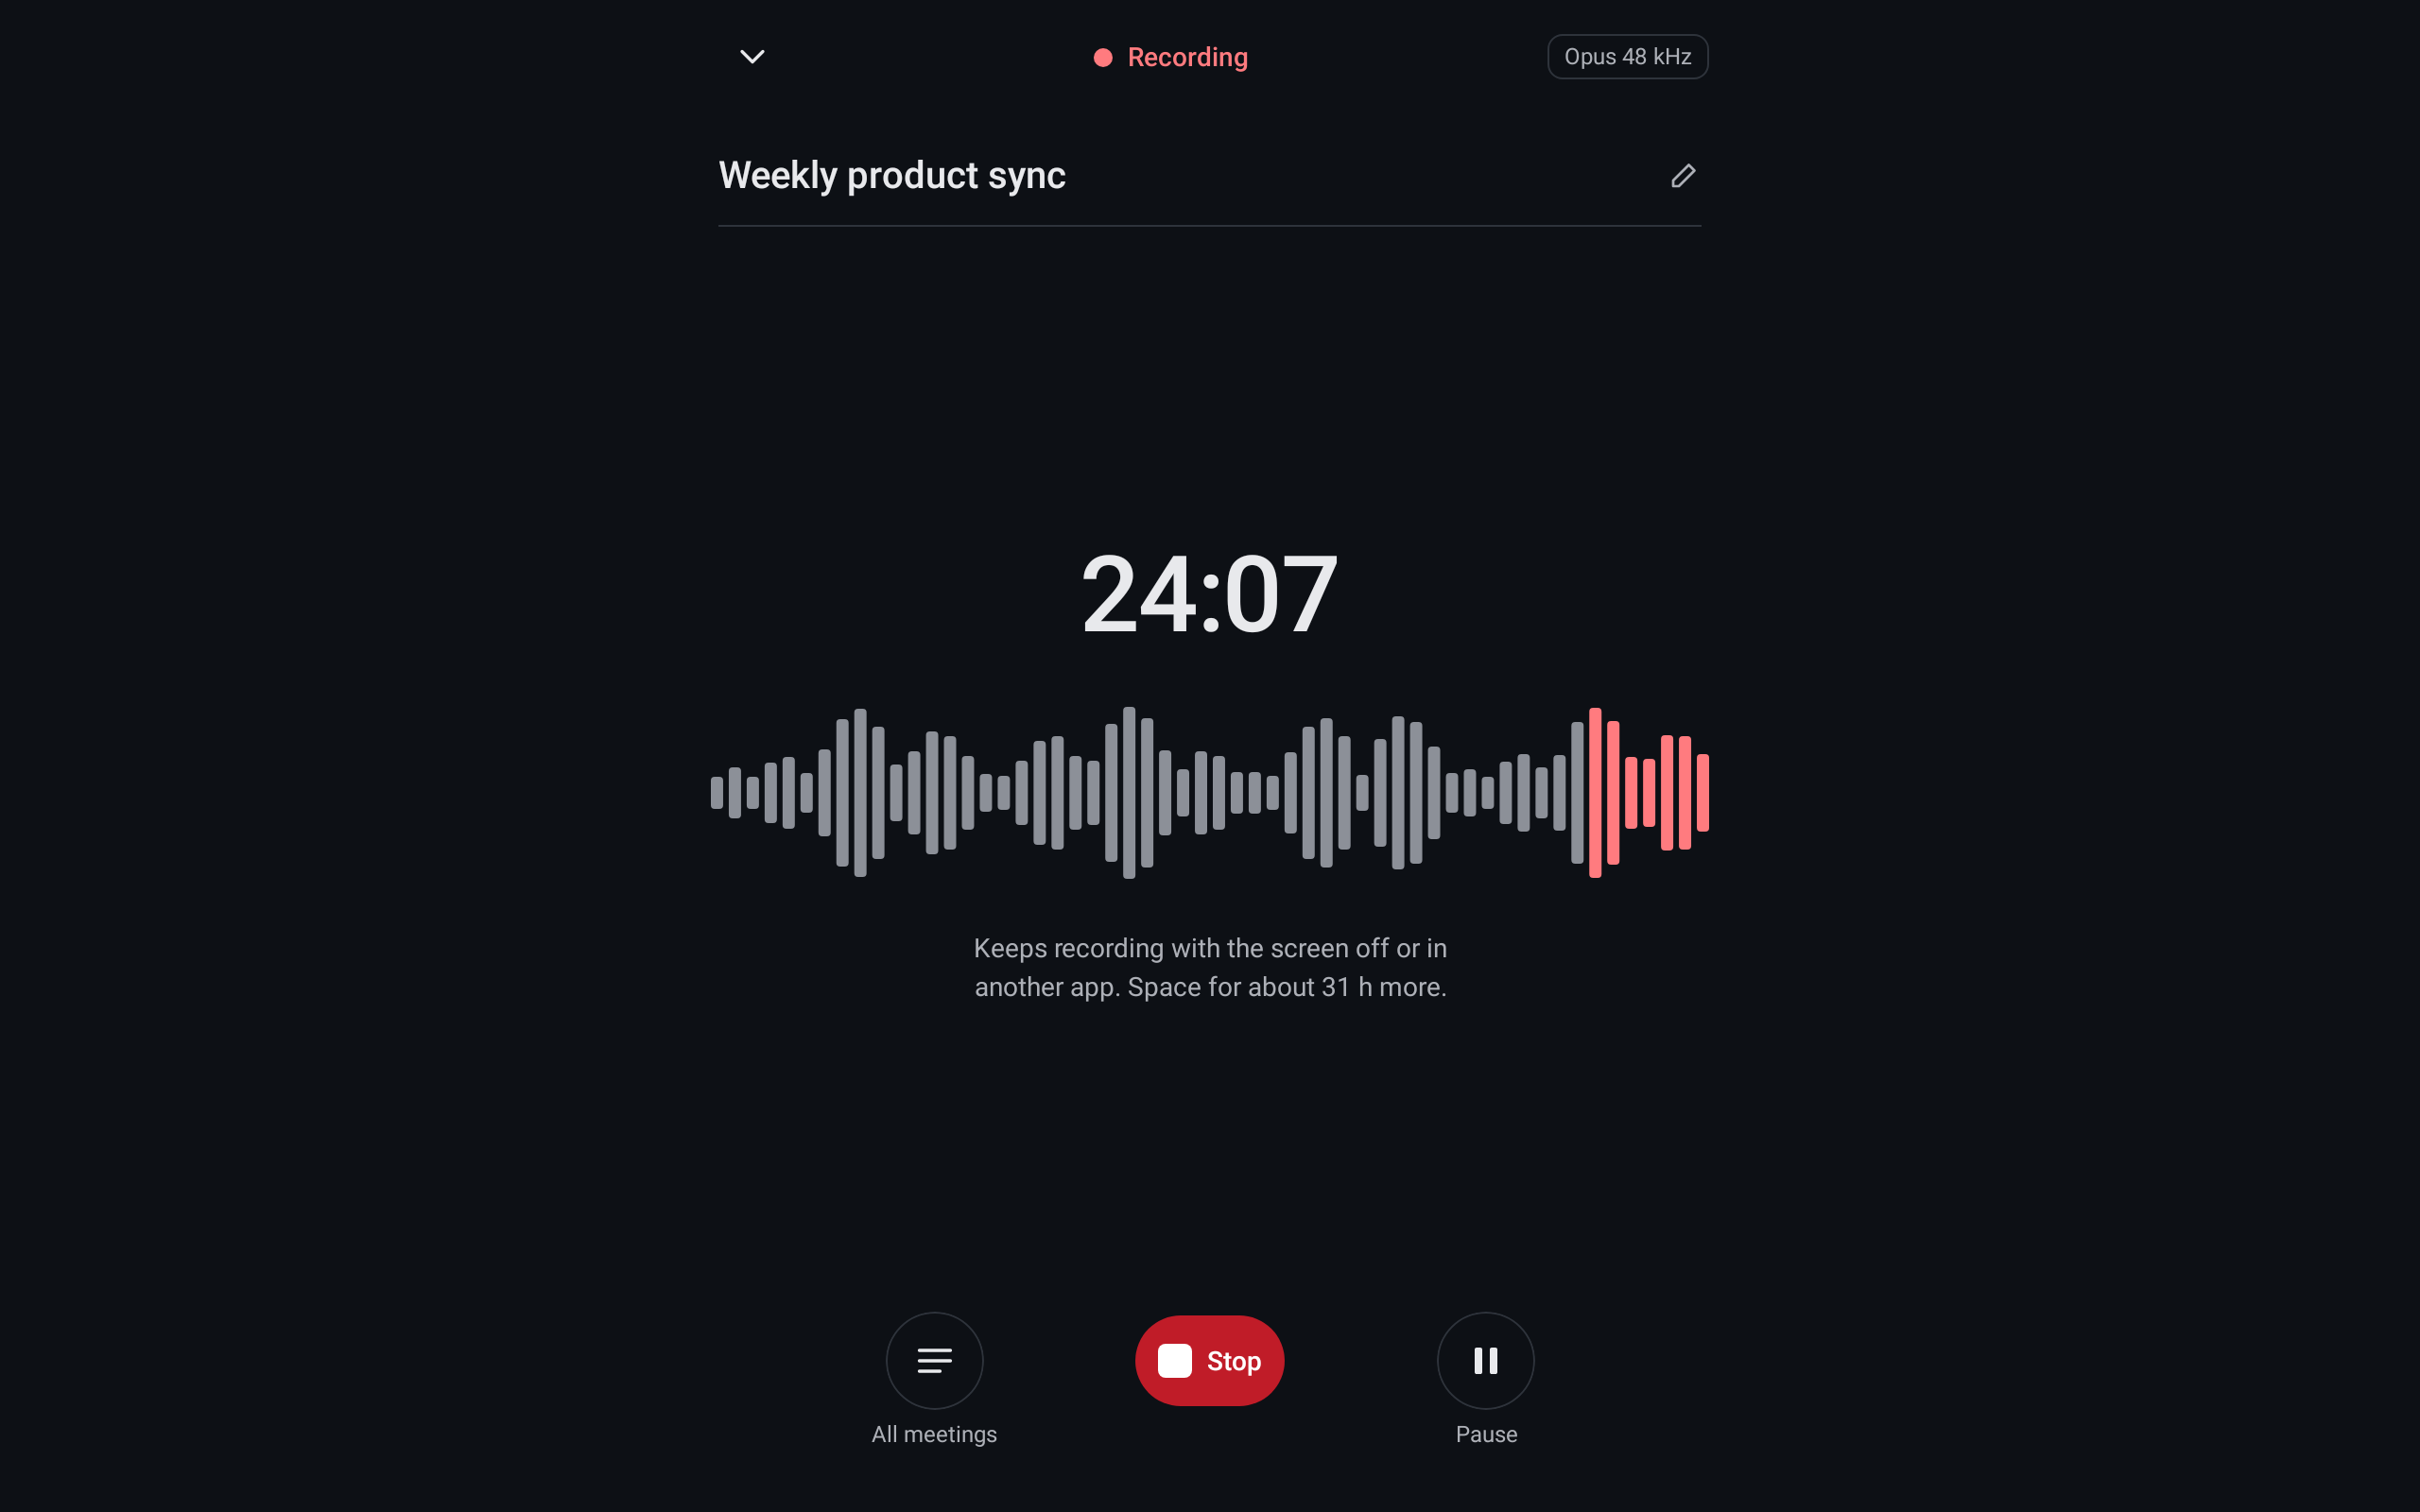 Recording
Opus 48 kHz
Weekly product sync
24:07
Keeps recording with the screen off or in
another app. Space for about 31 h more.
Stop
All meetings
Pause